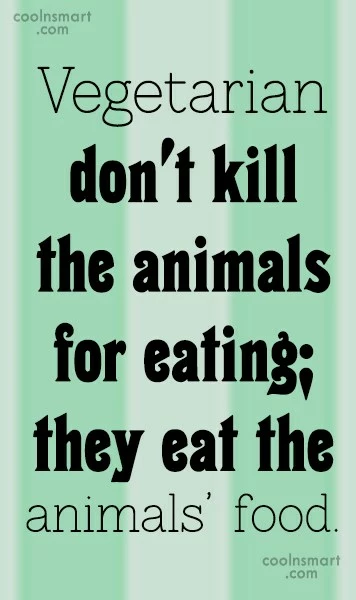 coolnsmart
.com
Vegetarian
don't kill
the animals
for eating;
they eat the
animals' food.
coolnsmart
.com